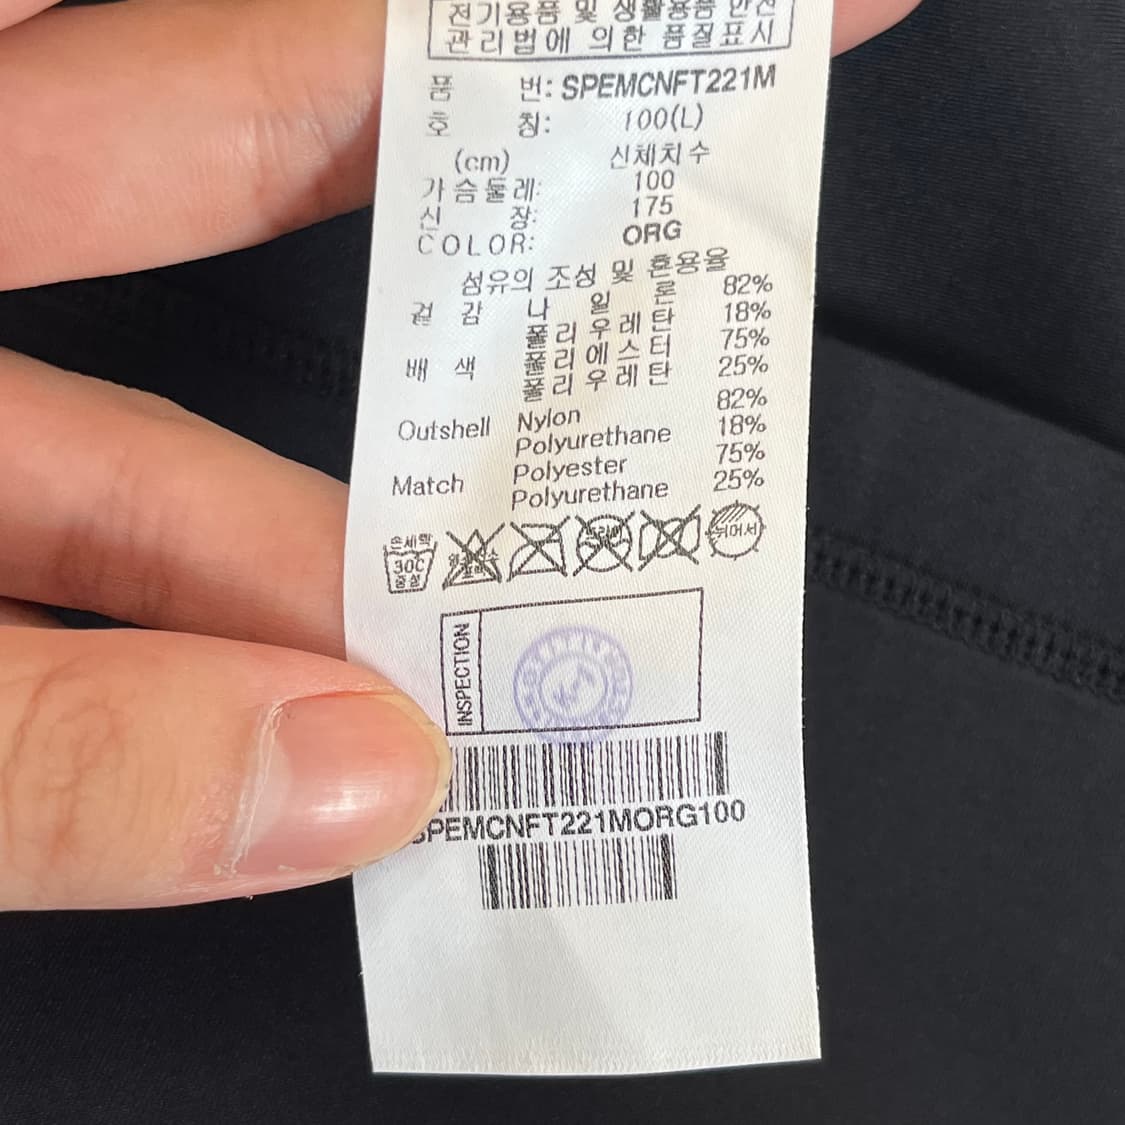 전기용품 및 생활용품 안전
관리법에 의한 품질표시
품 번: SPEMCNFT221M
호 칭: 100(L)
(cm) 신체치수
가슴둘레: 100
신 장: 175
COLOR: ORG
섬유의 조성 및 혼용율
겉 감 나 일 론 82%
폴리우레탄 18%
배 색 폴리에스터 75%
폴리우레탄 25%
Outshell Nylon 82%
Polyurethane 18%
Match Polyester 75%
Polyurethane 25%
손세탁
30C
중성
뉘어서
INSPECTION
SPEMCNFT221MORG100